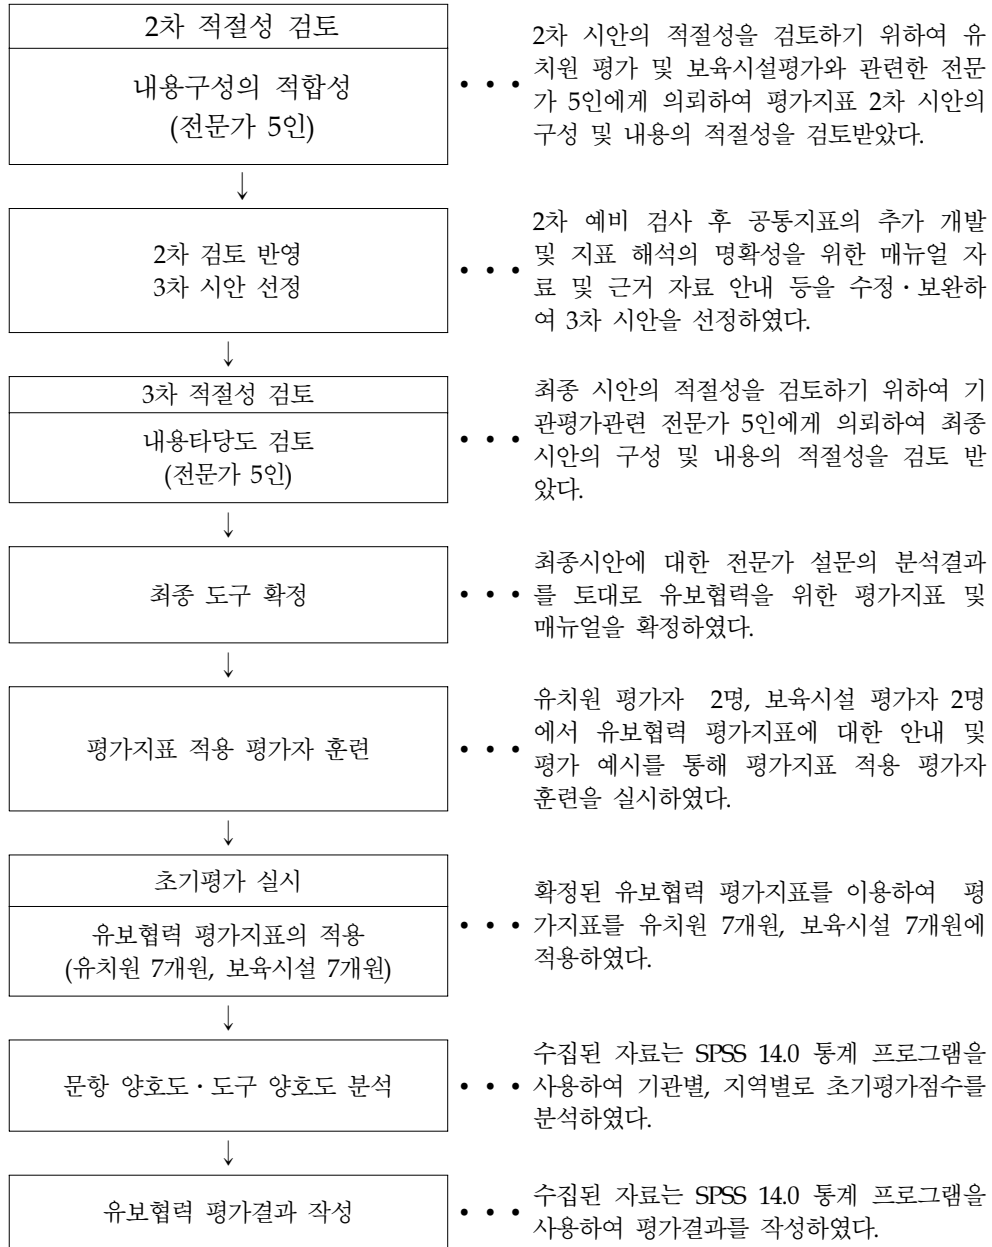 2차 적절성 검토
내용구성의 적합성
(전문가 5인)
• • •
2차 시안의 적절성을 검토하기 위하여 유
치원 평가 및 보육시설평가와 관련한 전문
가 5인에게 의뢰하여 평가지표 2차 시안의
구성 및 내용의 적절성을 검토받았다.
↓
2차 검토 반영
3차 시안 선정
• • •
2차 예비 검사 후 공통지표의 추가 개발
및 지표 해석의 명확성을 위한 매뉴얼 자
료 및 근거 자료 안내 등을 수정·보완하
여 3차 시안을 선정하였다.
↓
3차 적절성 검토
내용타당도 검토
(전문가 5인)
• • •
최종 시안의 적절성을 검토하기 위하여 기
관평가관련 전문가 5인에게 의뢰하여 최종
시안의 구성 및 내용의 적절성을 검토 받
았다.
↓
최종 도구 확정
• • •
최종시안에 대한 전문가 설문의 분석결과
를 토대로 유보협력을 위한 평가지표 및
매뉴얼을 확정하였다.
↓
평가지표 적용 평가자 훈련
• • •
유치원 평가자 2명, 보육시설 평가자 2명
에서 유보협력 평가지표에 대한 안내 및
평가 예시를 통해 평가지표 적용 평가자
훈련을 실시하였다.
↓
초기평가 실시
유보협력 평가지표의 적용
(유치원 7개원, 보육시설 7개원)
• • •
확정된 유보협력 평가지표를 이용하여 평
가지표를 유치원 7개원, 보육시설 7개원에
적용하였다.
↓
문항 양호도·도구 양호도 분석
• • •
수집된 자료는 SPSS 14.0 통계 프로그램을
사용하여 기관별, 지역별로 초기평가점수를
분석하였다.
↓
유보협력 평가결과 작성
• • •
수집된 자료는 SPSS 14.0 통계 프로그램을
사용하여 평가결과를 작성하였다.